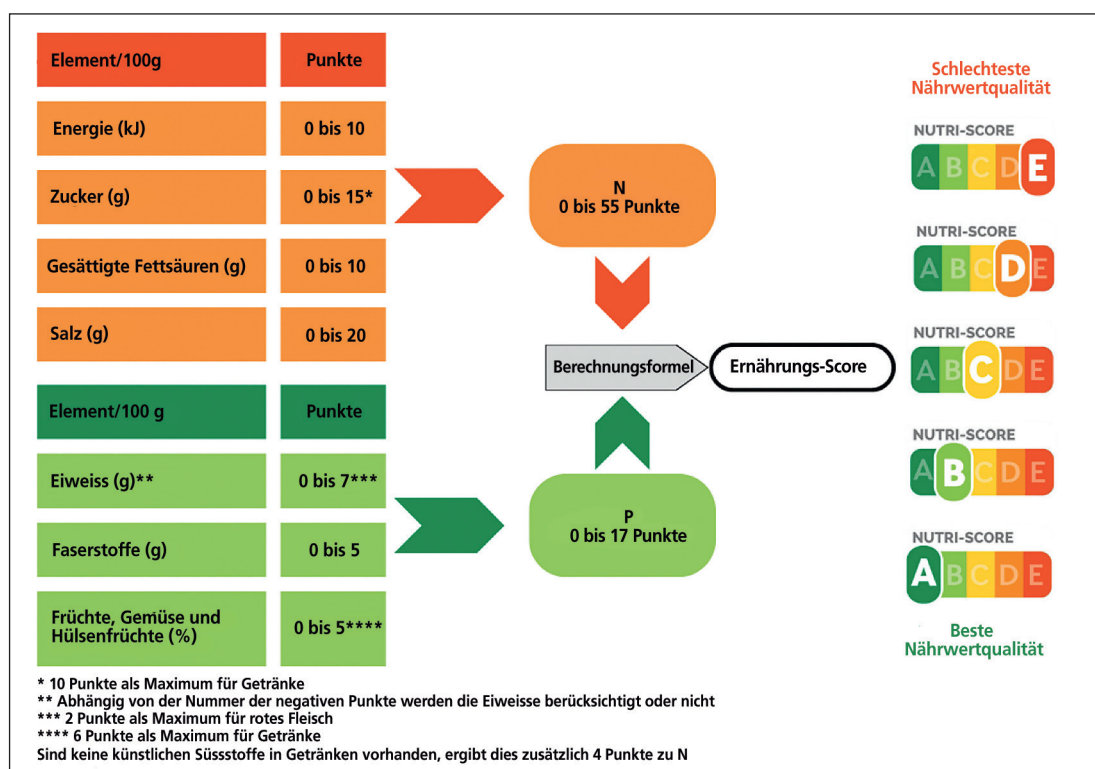 Element/100g Punkte
Energie (kJ) 0 bis 10
Zucker (g) 0 bis 15*
Gesättigte Fettsäuren (g) 0 bis 10
Salz (g) 0 bis 20
Element/100 g Punkte
Eiweiss (g)** 0 bis 7***
Faserstoffe (g) 0 bis 5
Früchte, Gemüse und
Hülsenfrüchte (%)
0 bis 5****
N
0 bis 55 Punkte
Berechnungsformel
Ernährungs-Score
P
0 bis 17 Punkte
Schlechteste
Nährwertqualität
NUTRI-SCORE
A B C D E
NUTRI-SCORE
A B C D E
NUTRI-SCORE
A B C D E
NUTRI-SCORE
A B C D E
NUTRI-SCORE
A B C D E
Beste
Nährwertqualität
* 10 Punkte als Maximum für Getränke
** Abhängig von der Nummer der negativen Punkte werden die Eiweisse berücksichtigt oder nicht
*** 2 Punkte als Maximum für rotes Fleisch
**** 6 Punkte als Maximum für Getränke
Sind keine künstlichen Süssstoffe in Getränken vorhanden, ergibt dies zusätzlich 4 Punkte zu N